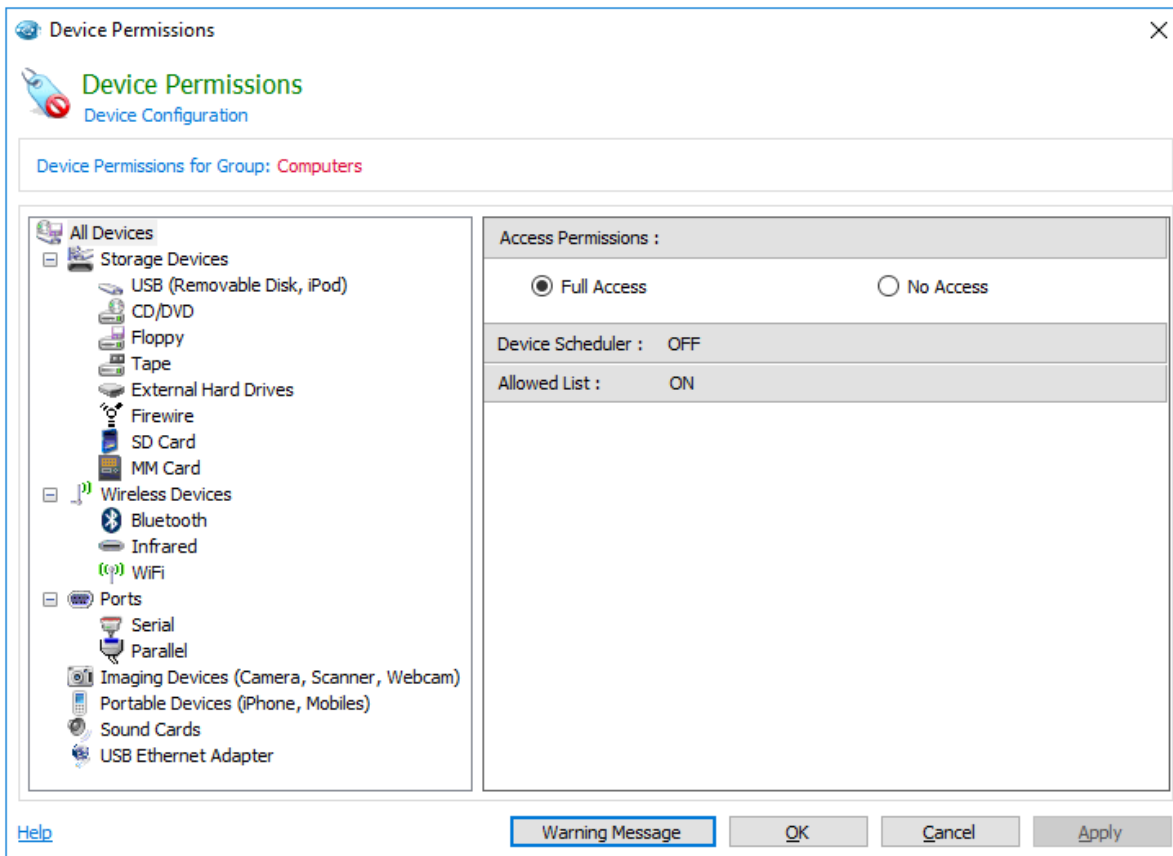 Device Permissions
Device Permissions
Device Configuration
Device Permissions for Group: Computers
All Devices
Storage Devices
USB (Removable Disk, iPod)
CD/DVD
Floppy
Tape
External Hard Drives
Firewire
SD Card
MM Card
Wireless Devices
Bluetooth
Infrared
WiFi
Ports
Serial
Parallel
Imaging Devices (Camera, Scanner, Webcam)
Portable Devices (iPhone, Mobiles)
Sound Cards
USB Ethernet Adapter
Access Permissions :
Full Access No Access
Device Scheduler : OFF
Allowed List : ON
Help Warning Message OK Cancel Apply